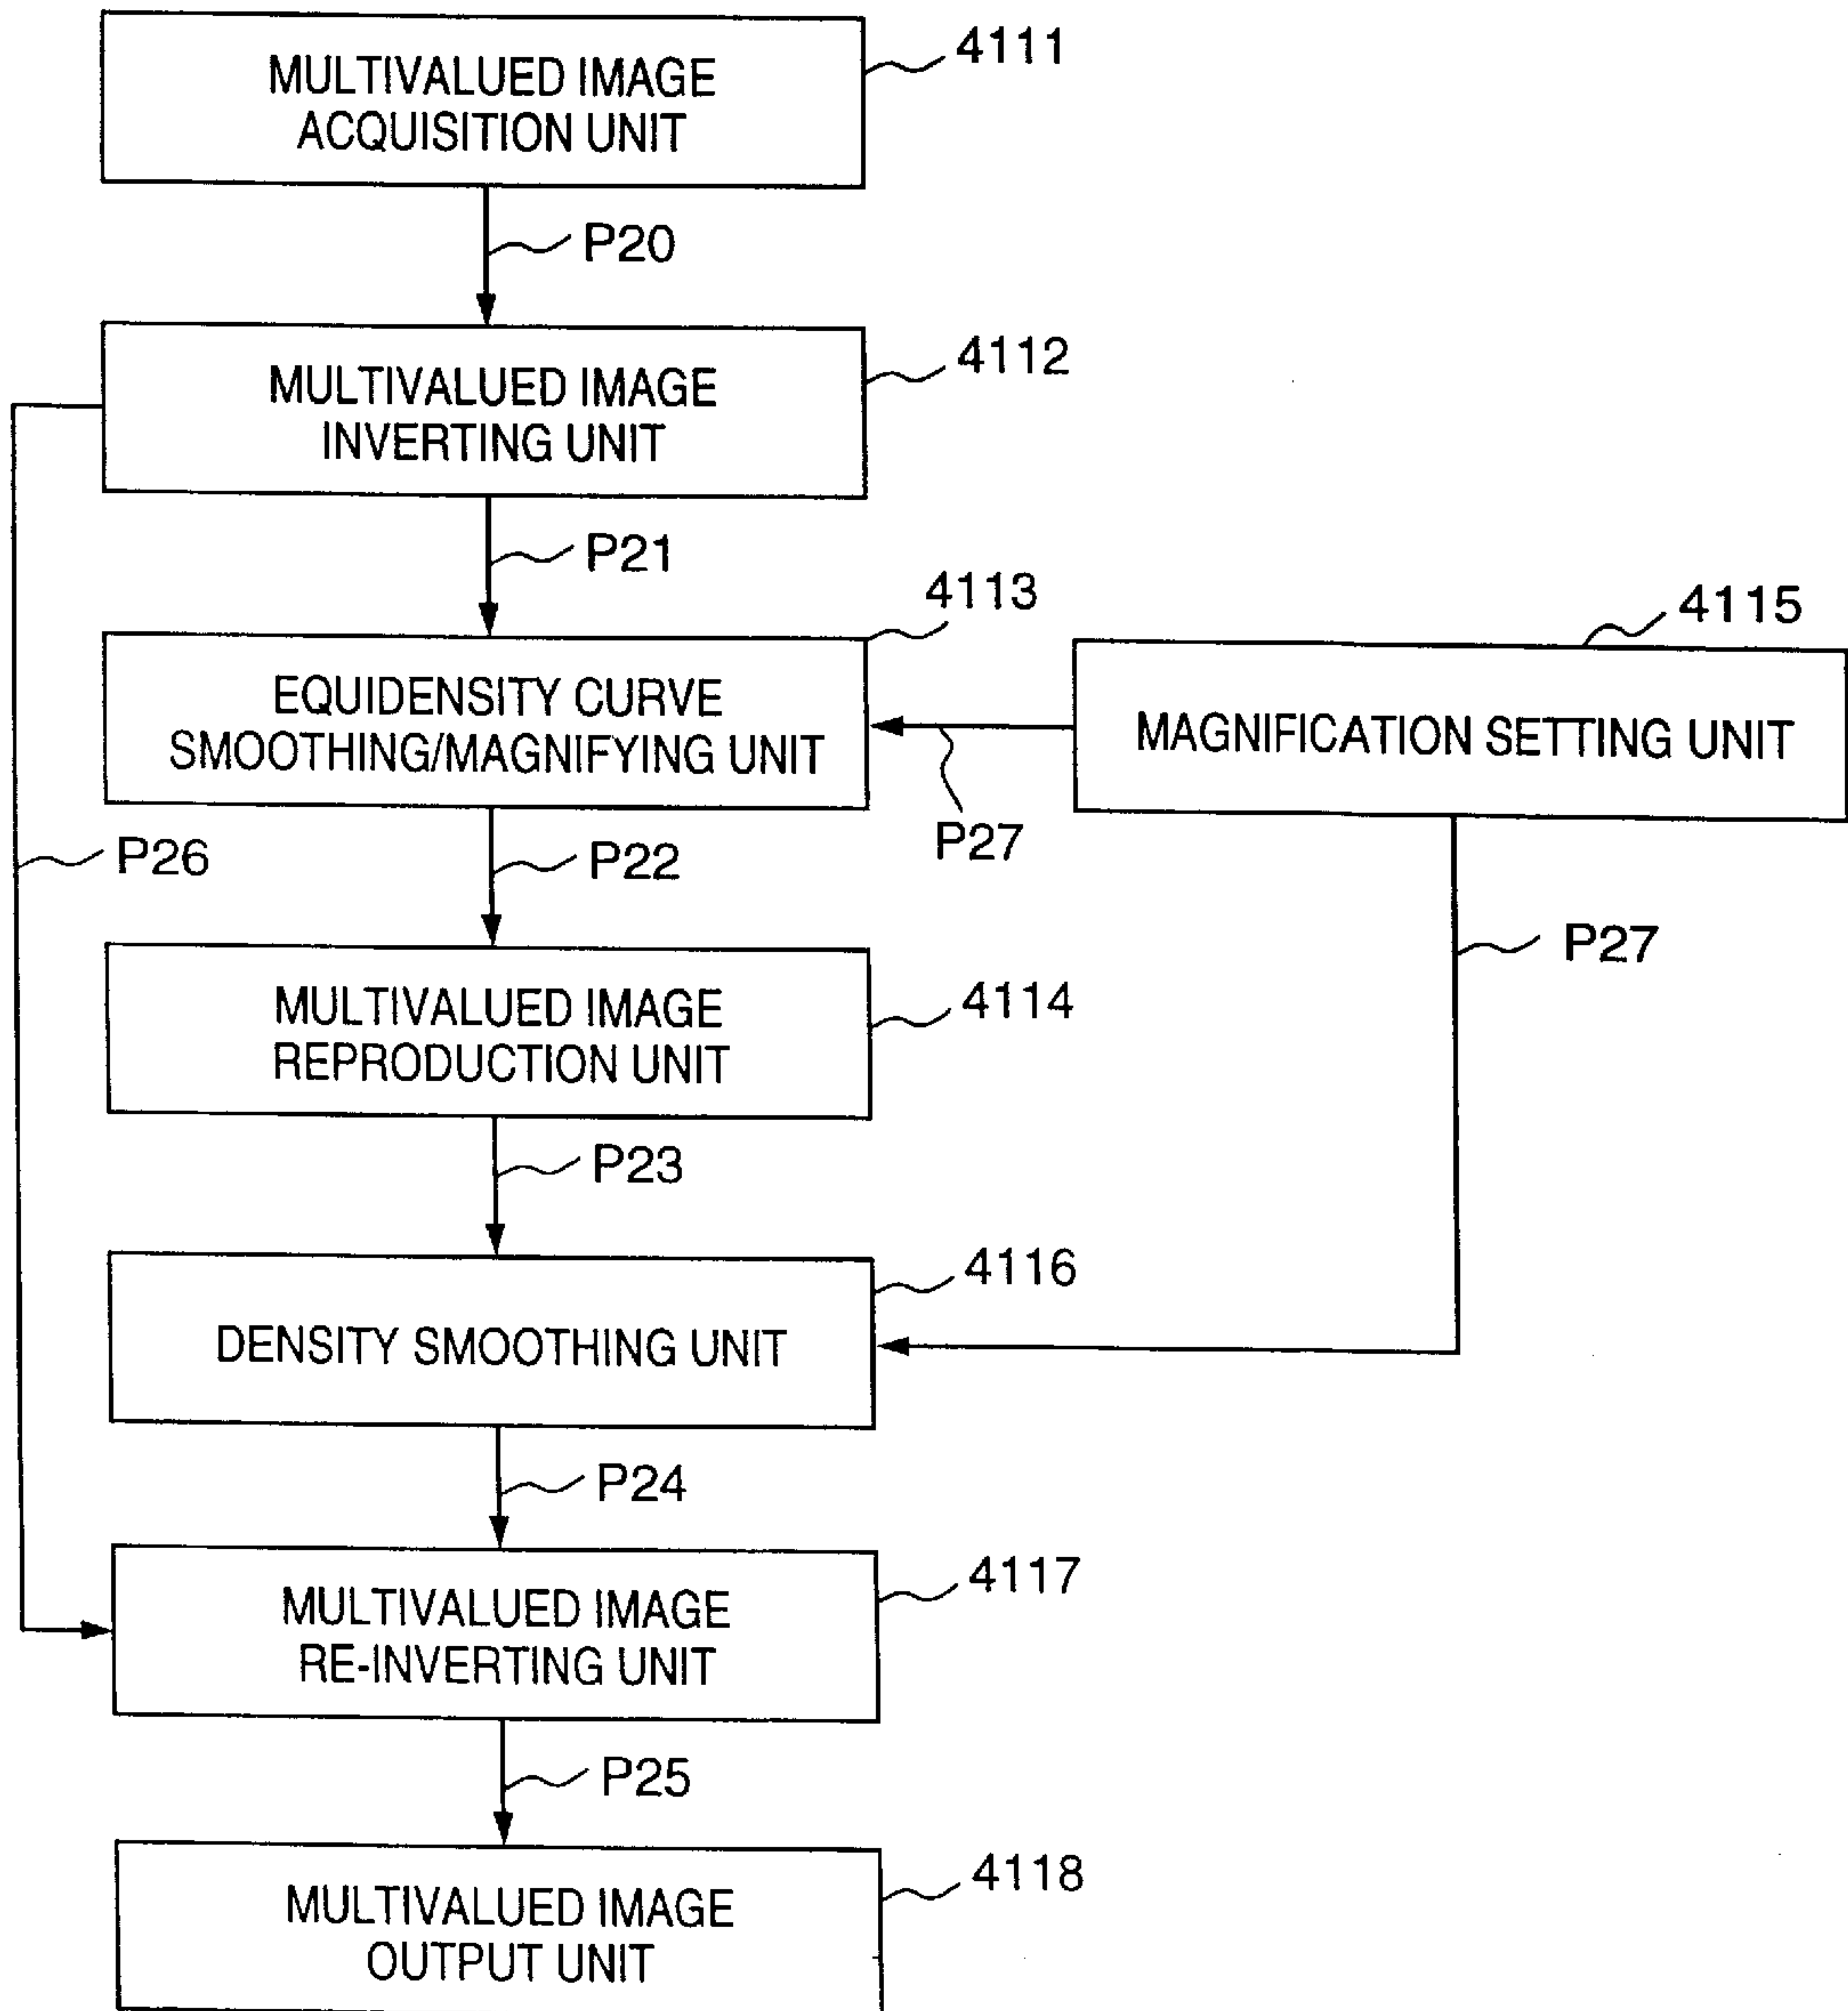 MULTIVALUED IMAGE
ACQUISITION UNIT
4111
P20
MULTIVALUED IMAGE
INVERTING UNIT
4112
P21
EQUIDENSITY CURVE
SMOOTHING/MAGNIFYING UNIT
4113
P27
MAGNIFICATION SETTING UNIT
4115
P26
P22
P27
MULTIVALUED IMAGE
REPRODUCTION UNIT
4114
P23
DENSITY SMOOTHING UNIT
4116
P24
MULTIVALUED IMAGE
RE-INVERTING UNIT
4117
P25
MULTIVALUED IMAGE
OUTPUT UNIT
4118